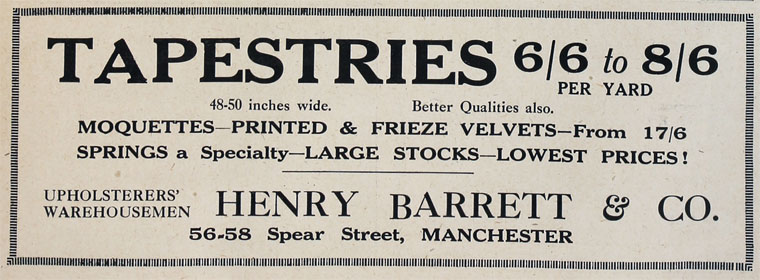 TAPESTRIES 6/6 to 8/6
PER YARD
48-50 inches wide. Better Qualities also.
MOQUETTES—PRINTED & FRIEZE VELVETS—From 17/6
SPRINGS a Specialty—LARGE STOCKS—LOWEST PRICES!
UPHOLSTERERS'
WAREHOUSEMEN HENRY BARRETT & CO.
56-58 Spear Street, MANCHESTER